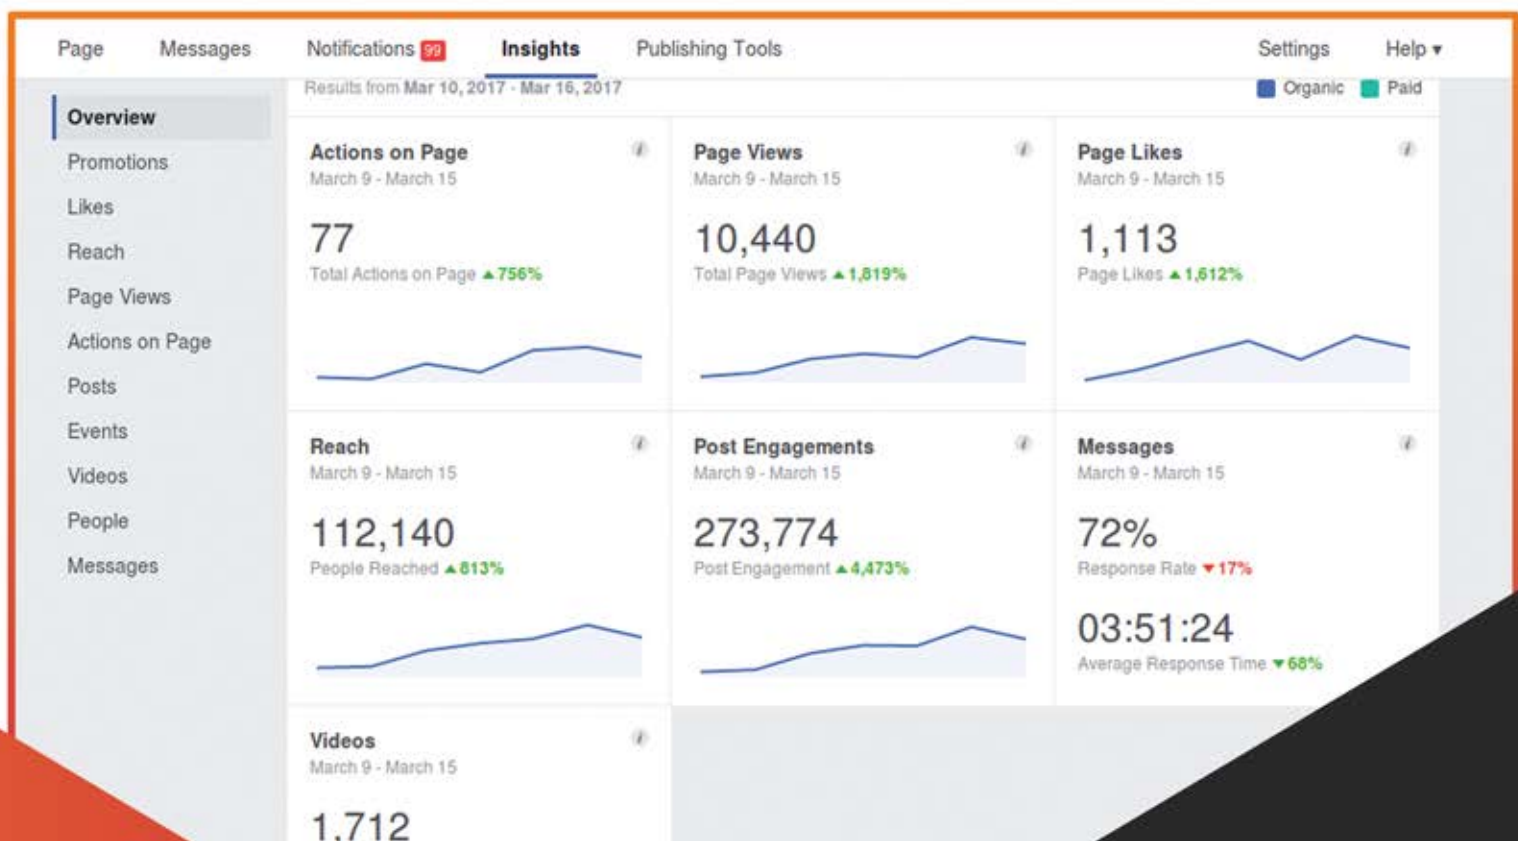 Page Messages Notifications 99 Insights Publishing Tools Settings Help ▾
Results from Mar 10, 2017 - Mar 16, 2017 Organic Paid
Overview
Promotions
Likes
Reach
Page Views
Actions on Page
Posts
Events
Videos
People
Messages
Actions on Page
March 9 - March 15
77
Total Actions on Page ▲756%
Page Views
March 9 - March 15
10,440
Total Page Views ▲1,819%
Page Likes
March 9 - March 15
1,113
Page Likes ▲1,612%
Reach
March 9 - March 15
112,140
People Reached ▲813%
Post Engagements
March 9 - March 15
273,774
Post Engagement ▲4,473%
Messages
March 9 - March 15
72%
Response Rate ▼17%
03:51:24
Average Response Time ▼68%
Videos
March 9 - March 15
1,712